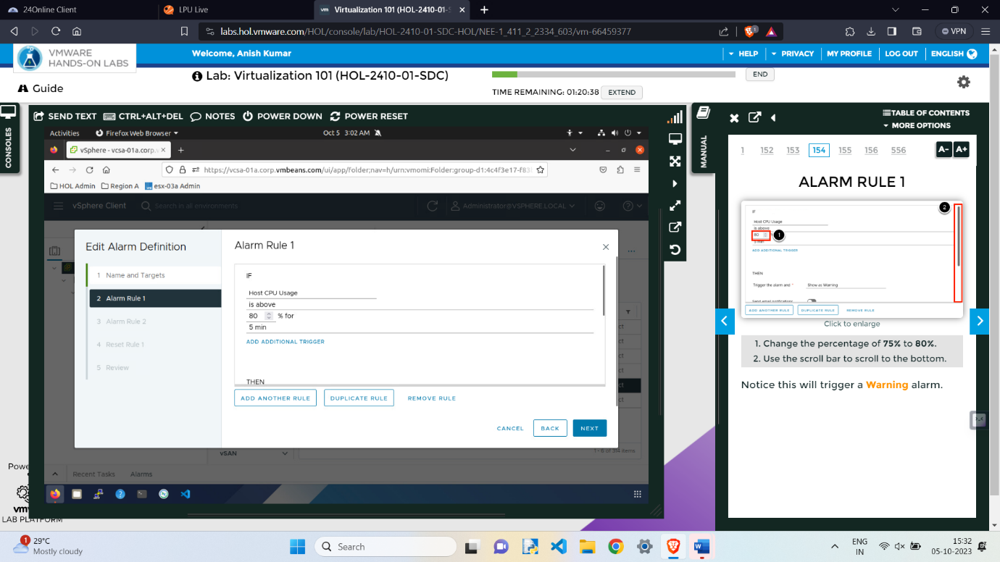 24Online Client
LPU Live
vm Virtualization 101 (HOL-2410-01-S
labs.hol.vmware.com/HOL/console/lab/HOL-2410-01-SDC-HOL/NEE-1_411_2_2334_603/vm-66459377
1
VPN
VMWARE
HANDS-ON LABS
Welcome, Anish Kumar
HELP
PRIVACY
MY PROFILE
LOG OUT
ENGLISH
Lab: Virtualization 101 (HOL-2410-01-SDC)
END
Guide
TIME REMAINING: 01:20:38
EXTEND
CONSOLES
SEND TEXT
CTRL+ALT+DEL
NOTES
POWER DOWN
POWER RESET
Activities
Firefox Web Browser
Oct 5 3:02 AM
vSphere - vcsa-01a.corp.v
https://vcsa-01a.corp.vmbeans.com/ui/app/folder;nav=h/urn:vmomi:Folder:group-d1:4c4f3e17-f83
HOL Admin
Region A
esx-03a Admin
vSphere Client
Search in all environments
Administrator@VSPHERE.LOCAL
Edit Alarm Definition
1 Name and Targets
2 Alarm Rule 1
3 Alarm Rule 2
4 Reset Rule 1
5 Review
Alarm Rule 1
IF
Host CPU Usage
is above
80 % for
5 min
ADD ADDITIONAL TRIGGER
THEN
ADD ANOTHER RULE
DUPLICATE RULE
REMOVE RULE
CANCEL
BACK
NEXT
vSAN
1 - 6 of 314 items
Recent Tasks
Alarms
Powe
vmw
LAB PLATFORM
MANUAL
TABLE OF CONTENTS
MORE OPTIONS
1 152 153 154 155 156 556
A- A+
ALARM RULE 1
IF
Host CPU Usage
is above
80
1
2
5 min
ADD ADDITIONAL TRIGGER
THEN
Trigger the alarm and *
Show as Warning
Send email notifications
ADD ANOTHER RULE
DUPLICATE RULE
REMOVE RULE
Click to enlarge
1. Change the percentage of 75% to 80%.
2. Use the scroll bar to scroll to the bottom.
Notice this will trigger a Warning alarm.
1
29°C
Mostly cloudy
Search
ENG
IN
15:32
05-10-2023